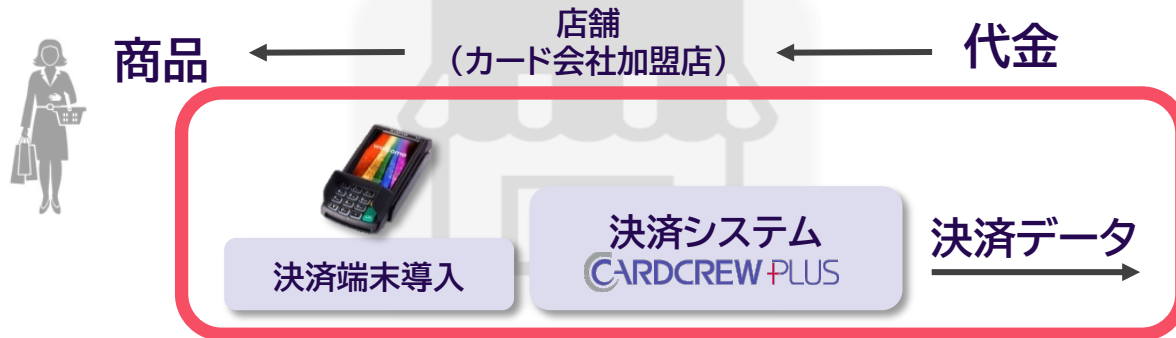 商品
店舗
（カード会社加盟店）
代金
welcome
決済端末導入
決済システム
CARDCREW PLUS
決済データ